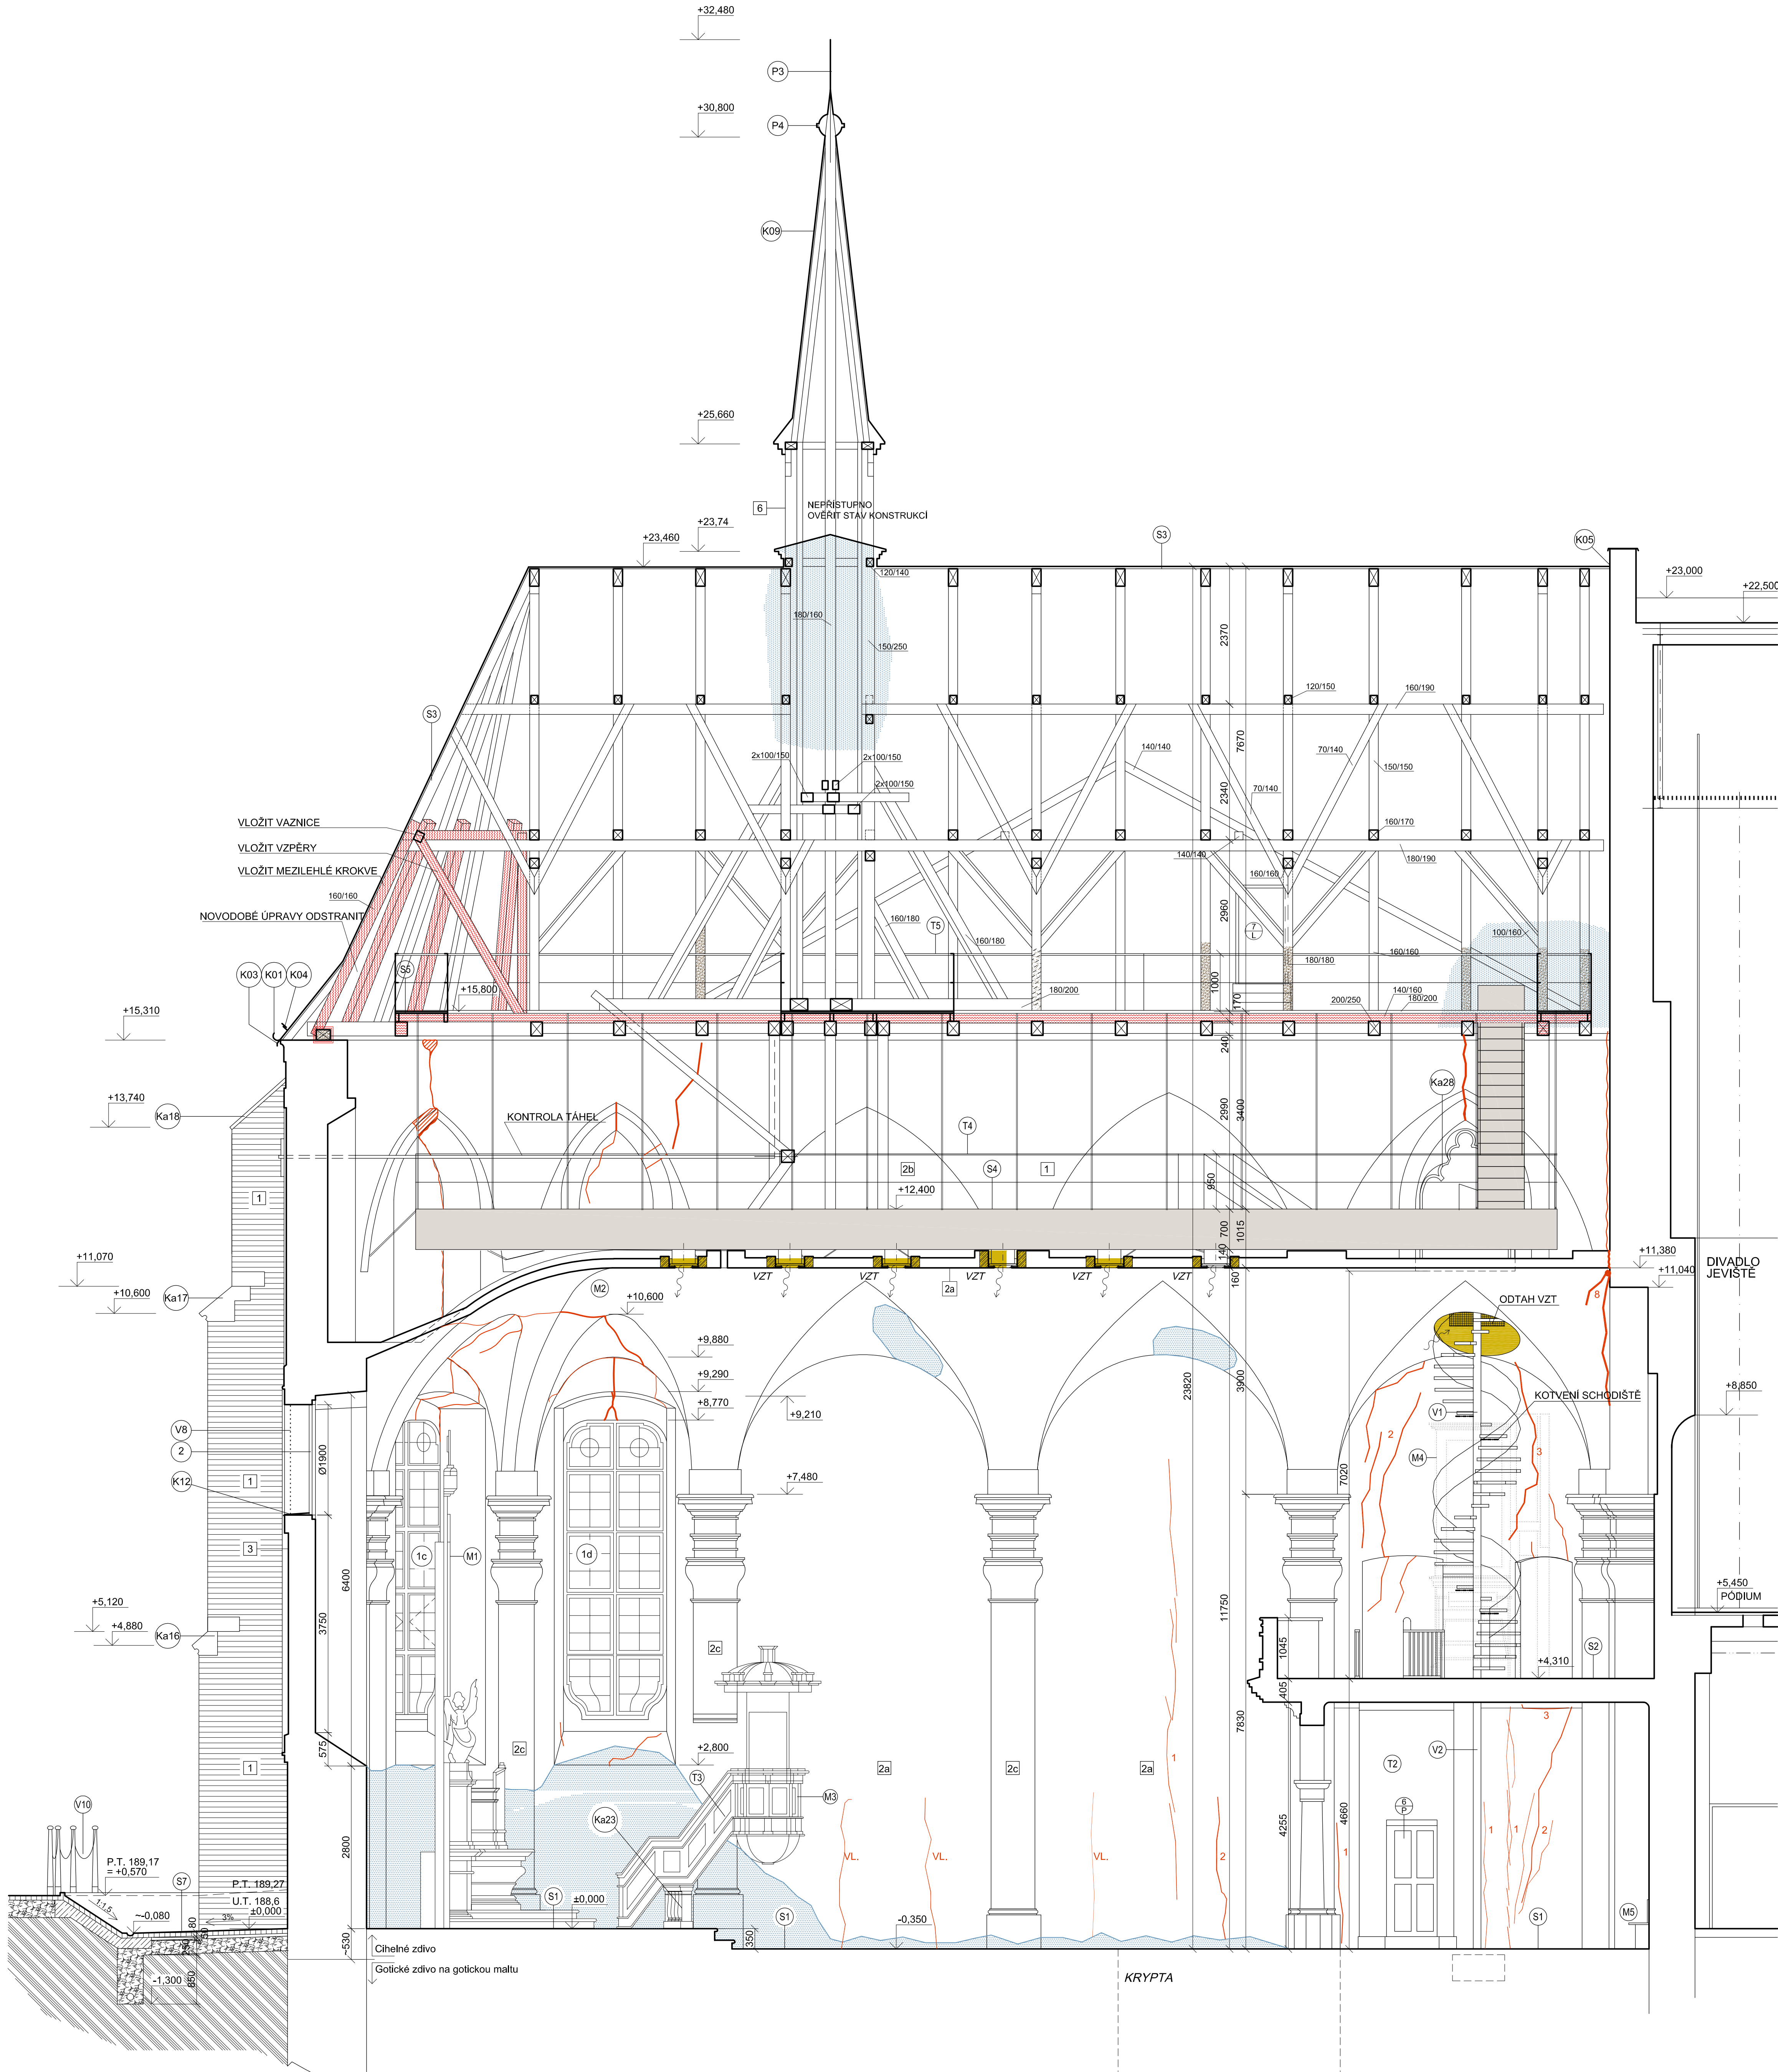 +32,480
P3
+30,800
P4
K09
+25,660
6
NEPŘÍSTUPNO
OVĚŘIT STAV KONSTRUKCÍ
+23,74
+23,460
S3
K05
+23,000
+22,500
120/140
180/160
150/250
2370
7670
S3
120/150
160/190
2x100/150
2x100/150
2x100/150
140/140
70/140
150/150
70/140
2340
VLOŽIT VAZNICE
VLOŽIT VZPĚRY
VLOŽIT MEZILEHLÉ KROKVE
160/160
NOVODOBÉ ÚPRAVY ODSTRANIT
160/170
140/140
180/190
160/160
2960
160/180
T5
160/180
7
L
100/160
160/160
180/180
K03
K01
K04
S5
+15,800
1000
170
180/200
140/160
200/250
180/200
+15,310
240
+13,740
Ka18
KONTROLA TÁHEL
2990
3400
Ka28
T4
2b
S4
1
950
1
+12,400
700
1015
140
160
VZT
VZT
VZT
VZT
VZT
VZT
2a
+11,070
+10,600
Ka17
M2
+10,600
+11,380
+11,040
DIVADLO
JEVIŠTĚ
8
ODTAH VZT
+9,880
+9,290
+8,770
+9,210
23820
3900
KOTVENÍ SCHODIŠTĚ
+8,850
V8
2
K12
1
Ø1900
V1
2
3
M4
7020
+7,480
3
6400
1c
M1
1d
3750
11750
+5,120
+4,880
Ka16
+5,450
PÓDIUM
2c
1045
S2
+4,310
405
7830
3
575
1
2c
+2,800
2a
2c
2a
1
T2
V2
T3
M3
V10
Ka23
6
P
4255
4660
2800
VL.
VL.
VL.
2
1
1
1
2
P.T. 189,17
= +0,570
S7
P.T. 189,27
U.T. 188,6
±0,000
1:1,5
~-0,080
3%
80
50
250
~530
850
-1,300
S1
±0,000
350
S1
-0,350
S1
M5
Cihelné zdivo
Gotické zdivo na gotickou maltu
KRYPTA